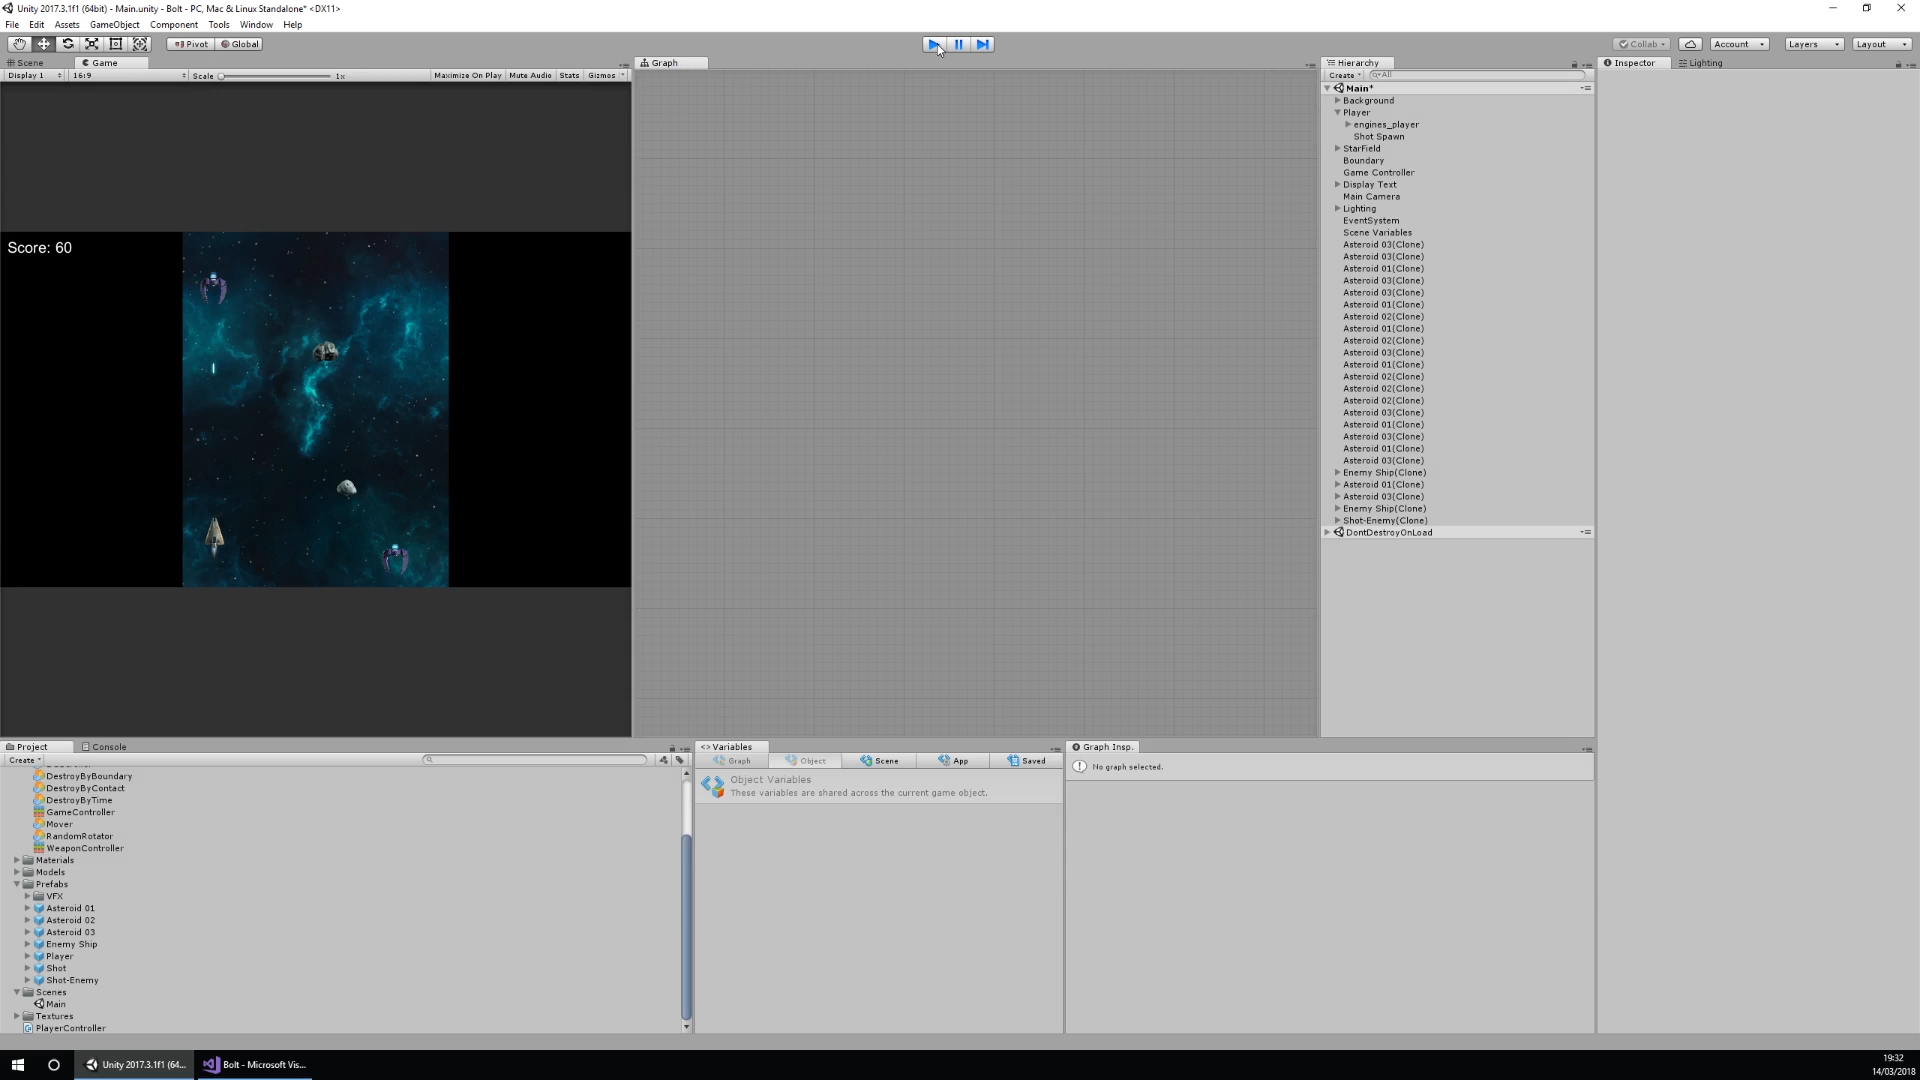 Unity 2017.3.1f1 (64bit) - Main.unity - Bolt - PC, Mac & Linux Standalone* <DX11>
File Edit Assets GameObject Component Tools Window Help
Pivot Global Collab Account Layers Layout
Scene Game
Display 1 16:9 Scale 1x Maximize On Play Mute Audio Stats Gizmos
Score: 60
Graph
Hierarchy
Create All
Main*
Background
Player
engines_player
Shot Spawn
StarField
Boundary
Game Controller
Display Text
Main Camera
Lighting
EventSystem
Scene Variables
Asteroid 03(Clone)
Asteroid 03(Clone)
Asteroid 01(Clone)
Asteroid 03(Clone)
Asteroid 03(Clone)
Asteroid 01(Clone)
Asteroid 02(Clone)
Asteroid 01(Clone)
Asteroid 02(Clone)
Asteroid 03(Clone)
Asteroid 01(Clone)
Asteroid 02(Clone)
Asteroid 02(Clone)
Asteroid 02(Clone)
Asteroid 03(Clone)
Asteroid 01(Clone)
Asteroid 03(Clone)
Asteroid 01(Clone)
Asteroid 03(Clone)
Enemy Ship(Clone)
Asteroid 01(Clone)
Asteroid 03(Clone)
Enemy Ship(Clone)
Shot-Enemy(Clone)
DontDestroyOnLoad
Inspector Lighting
Project Console
Create
DestroyByBoundary
DestroyByContact
DestroyByTime
GameController
Mover
RandomRotator
WeaponController
Materials
Models
Prefabs
VFX
Asteroid 01
Asteroid 02
Asteroid 03
Enemy Ship
Player
Shot
Shot-Enemy
Scenes
Main
Textures
PlayerController
<> Variables
Graph Object Scene App Saved
Object Variables
These variables are shared across the current game object.
Graph Insp.
No graph selected.
Unity 2017.3.1f1 (64...
Bolt - Microsoft Vis...
19:32
14/03/2018